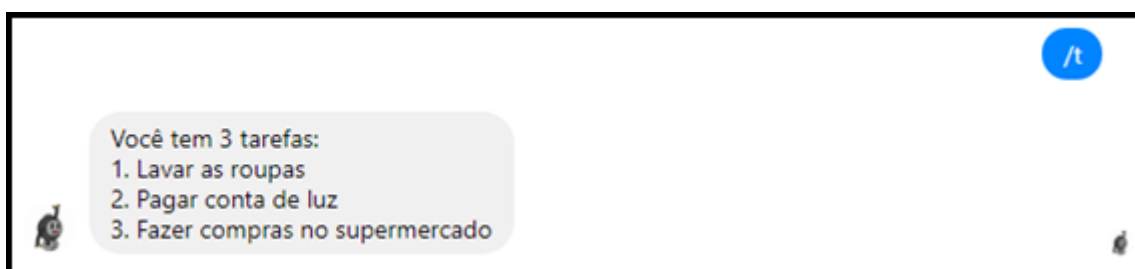 /t
Você tem 3 tarefas:
1. Lavar as roupas
2. Pagar conta de luz
3. Fazer compras no supermercado